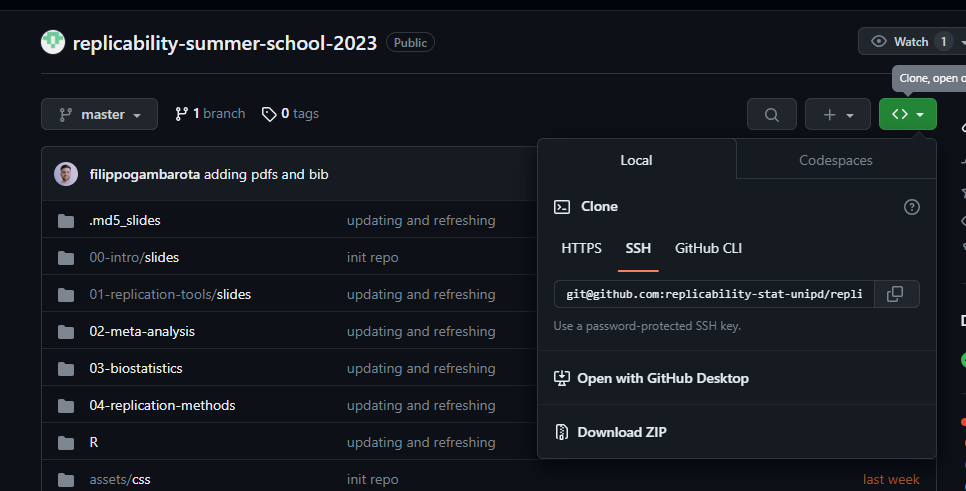 replicability-summer-school-2023 Public Watch 1
Clone, open o
master 1 branch 0 tags
filippogambarota adding pdfs and bib
.md5_slides updating and refreshing
00-intro/slides init repo
01-replication-tools/slides updating and refreshing
02-meta-analysis updating and refreshing
03-biostatistics updating and refreshing
04-replication-methods updating and refreshing
R updating and refreshing
assets/css init repo last week
Local Codespaces
Clone
HTTPS SSH GitHub CLI
git@github.com:replicability-stat-unipd/repli
Use a password-protected SSH key.
Open with GitHub Desktop
Download ZIP